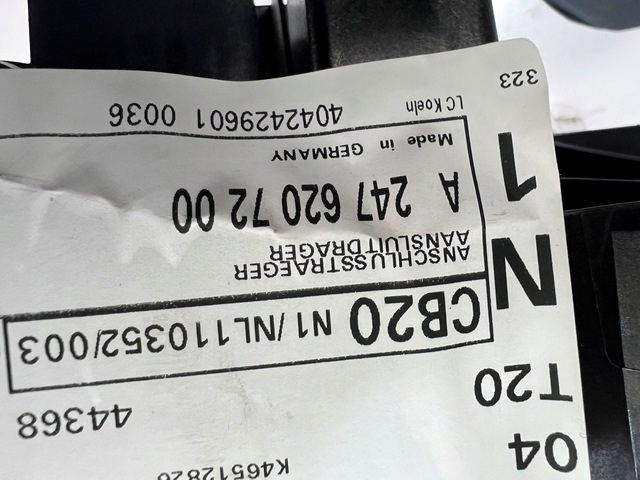 04
K46512826
T20
44368
N
CB20 N1/NL110352/003
ANSCHLUSSTRAEGER
AANSLUITDRAGER
1
A 247 620 72 00
Made in GERMANY
LC Koeln 4042429601 0036
323